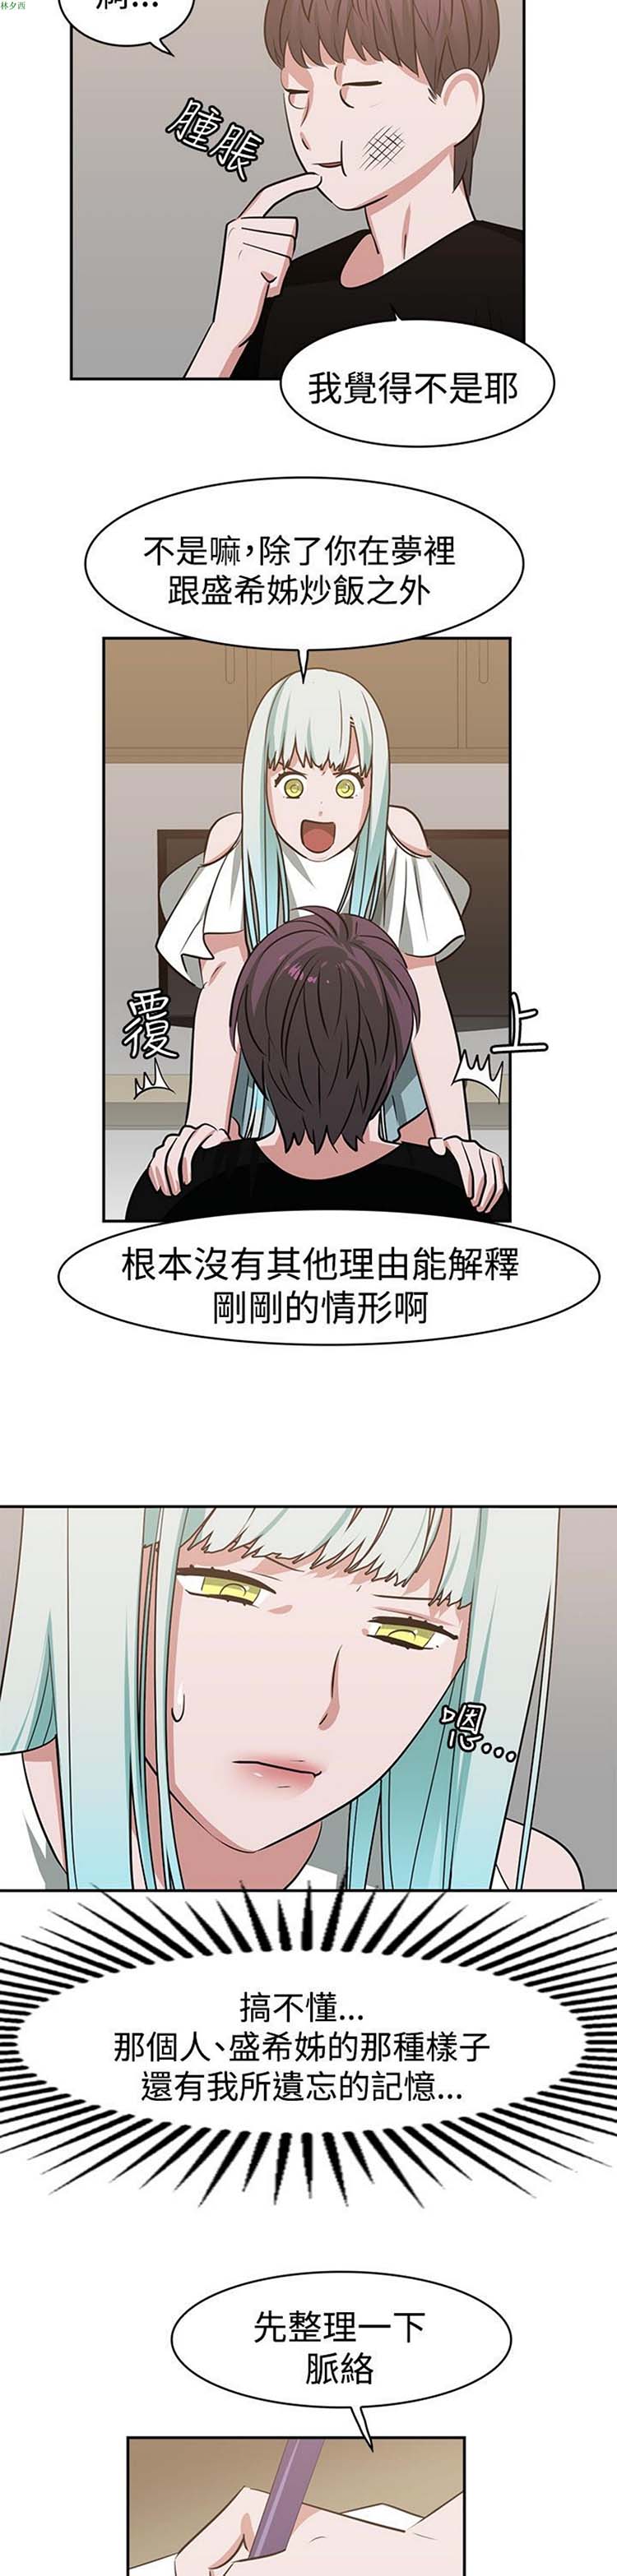 林夕西
腫脹
我覺得不是耶
不是嘛，除了你在夢裡
跟盛希姊炒飯之外
覆
上
根本沒有其他理由能解釋
剛剛的情形啊
嗯...
搞不懂...
那個人、盛希姊的那種樣子
還有我所遺忘的記憶...
先整理一下
脈絡